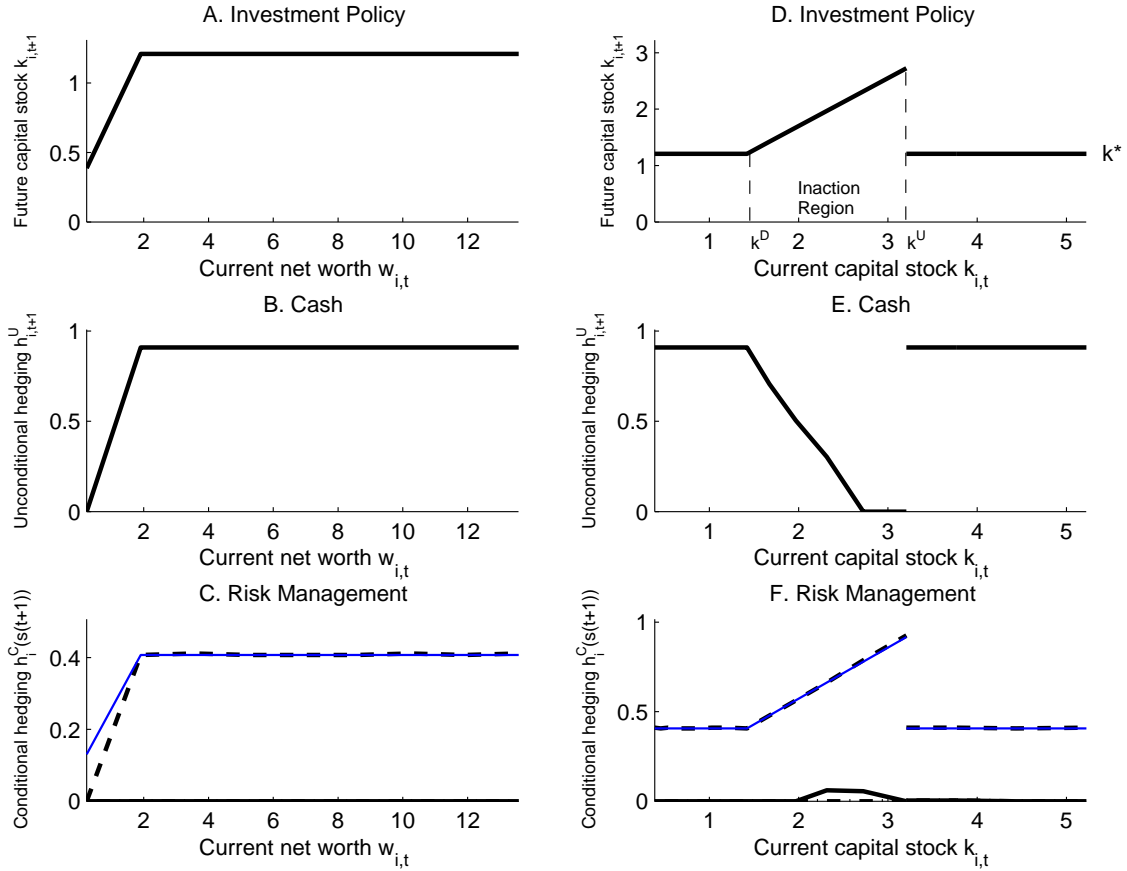 A. Investment Policy
Future capital stock k_{i,t+1}
1
0.5
0
2 4 6 8 10 12
Current net worth w_{i,t}
B. Cash
Unconditional hedging h^U_{i,t+1}
1
0.5
0
2 4 6 8 10 12
Current net worth w_{i,t}
C. Risk Management
Conditional hedging h_i^C(s(t+1))
0.4
0.2
0
2 4 6 8 10 12
Current net worth w_{i,t}
D. Investment Policy
Future capital stock k_{i,t+1}
3
2
1
0
k*
Inaction
Region
1 2 3 4 5
k^D k^U
Current capital stock k_{i,t}
E. Cash
Unconditional hedging h^U_{i,t+1}
1
0.5
0
1 2 3 4 5
Current capital stock k_{i,t}
F. Risk Management
Conditional hedging h_i^C(s(t+1))
1
0.5
0
1 2 3 4 5
Current capital stock k_{i,t}